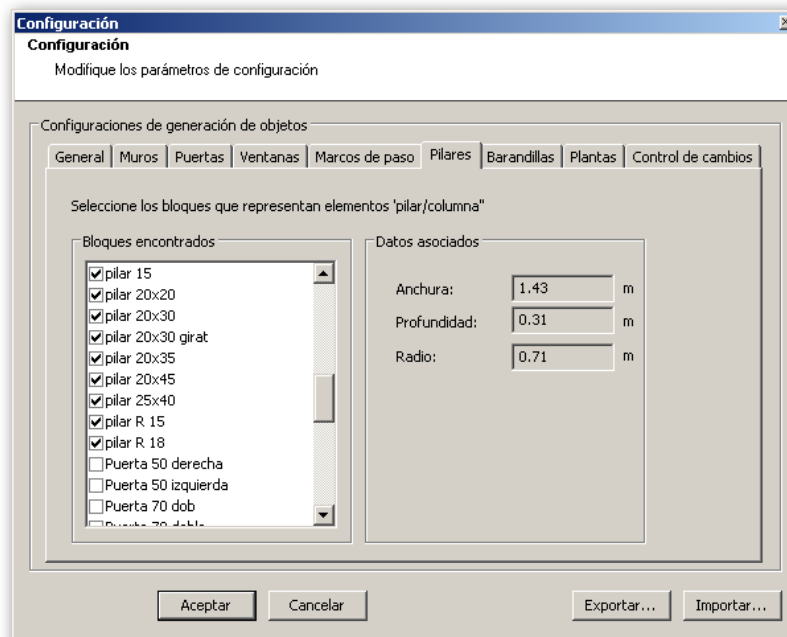 Configuración
Configuración
Modifique los parámetros de configuración
Configuraciones de generación de objetos
General Muros Puertas Ventanas Marcos de paso Pilares Barandillas Plantas Control de cambios
Seleccione los bloques que representan elementos 'pilar/columna"
Bloques encontrados
pilar 15
pilar 20x20
pilar 20x30
pilar 20x30 girat
pilar 20x35
pilar 20x45
pilar 25x40
pilar R 15
pilar R 18
Puerta 50 derecha
Puerta 50 izquierda
Puerta 70 dob
Datos asociados
Anchura: 1.43 m
Profundidad: 0.31 m
Radio: 0.71 m
Aceptar Cancelar Exportar... Importar...